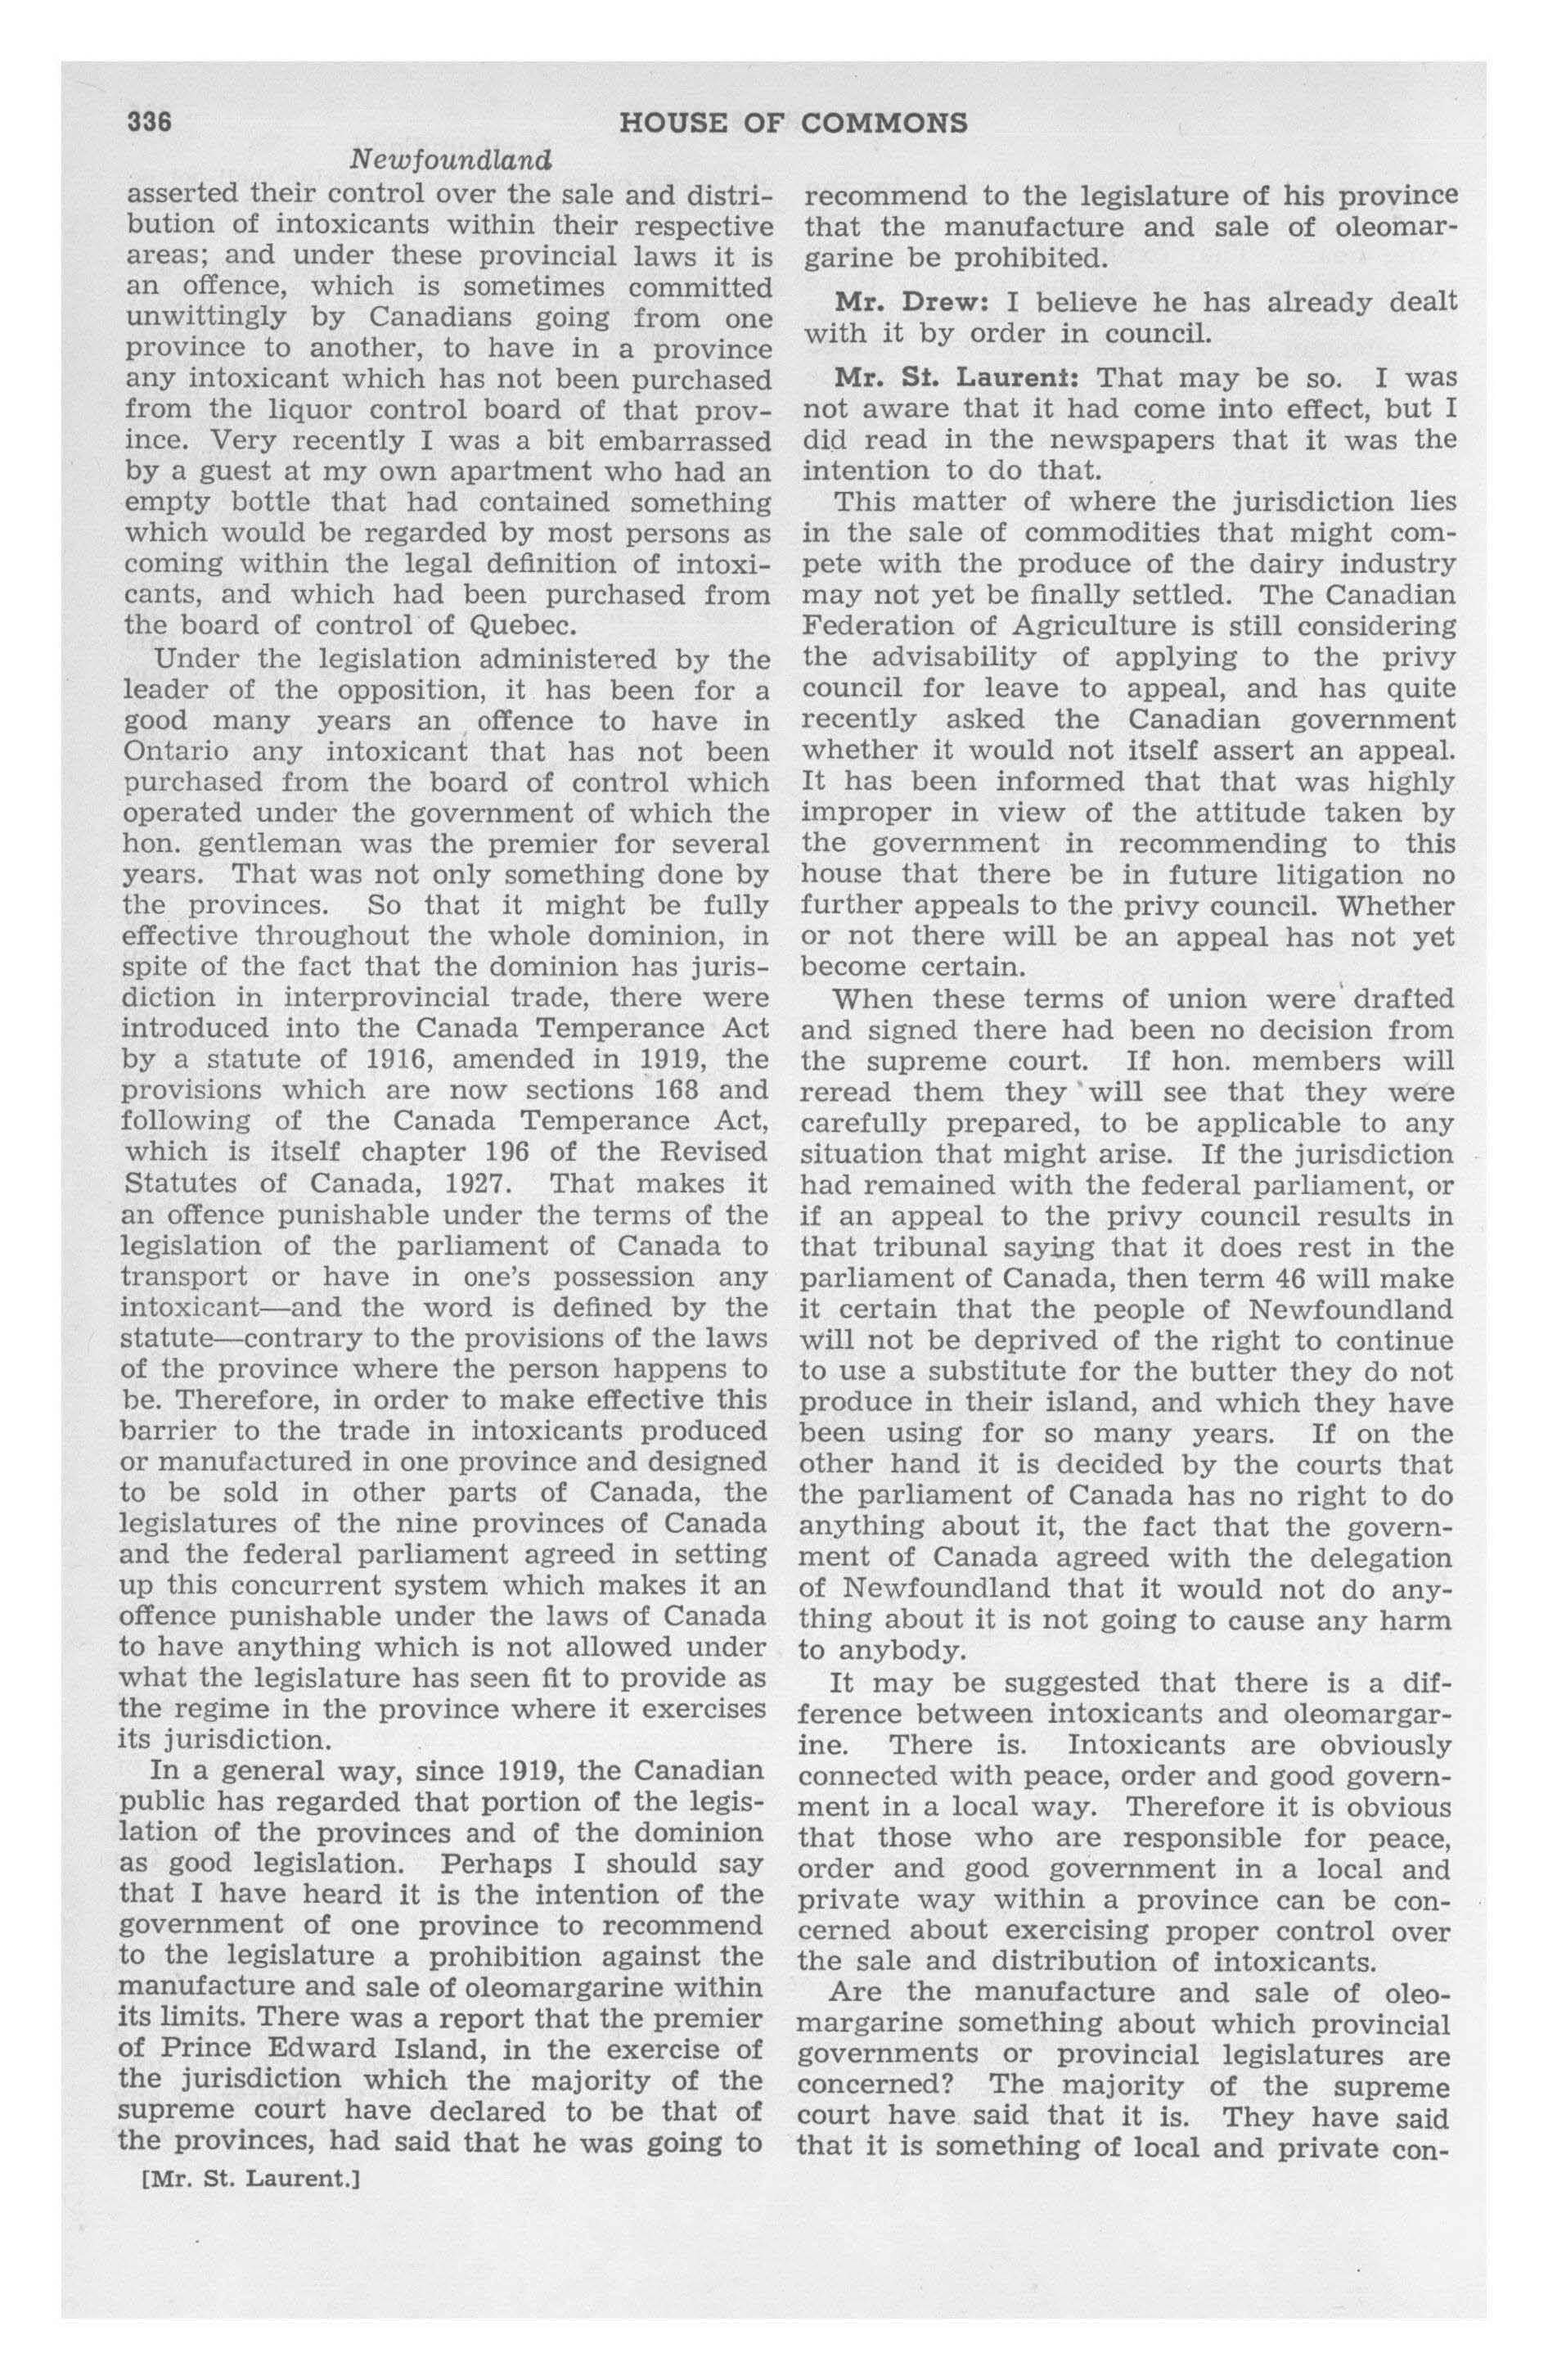 336
HOUSE OF COMMONS
Newfoundland
asserted their control over the sale and distri-
bution of intoxicants within their respective
areas; and under these provincial laws it is
an offence, which is sometimes committed
unwittingly by Canadians going from one
province to another, to have in a province
any intoxicant which has not been purchased
from the liquor control board of that prov-
ince. Very recently I was a bit embarrassed
by a guest at my own apartment who had an
empty bottle that had contained something
which would be regarded by most persons as
coming within the legal definition of intoxi-
cants, and which had been purchased from
the board of control of Quebec.
Under the legislation administered by the
leader of the opposition, it has been for a
good many years an offence to have in
Ontario any intoxicant that has not been
purchased from the board of control which
operated under the government of which the
hon. gentleman was the premier for several
years. That was not only something done by
the provinces. So that it might be fully
effective throughout the whole dominion, in
spite of the fact that the dominion has juris-
diction in interprovincial trade, there were
introduced into the Canada Temperance Act
by a statute of 1916, amended in 1919, the
provisions which are now sections 168 and
following of the Canada Temperance Act,
which is itself chapter 196 of the Revised
Statutes of Canada, 1927. That makes it
an offence punishable under the terms of the
legislation of the parliament of Canada to
transport or have in one's possession any
intoxicant—and the word is defined by the
statute—contrary to the provisions of the laws
of the province where the person happens to
be. Therefore, in order to make effective this
barrier to the trade in intoxicants produced
or manufactured in one province and designed
to be sold in other parts of Canada, the
legislatures of the nine provinces of Canada
and the federal parliament agreed in setting
up this concurrent system which makes it an
offence punishable under the laws of Canada
to have anything which is not allowed under
what the legislature has seen fit to provide as
the regime in the province where it exercises
its jurisdiction.
In a general way, since 1919, the Canadian
public has regarded that portion of the legis-
lation of the provinces and of the dominion
as good legislation. Perhaps I should say
that I have heard it is the intention of the
government of one province to recommend
to the legislature a prohibition against the
manufacture and sale of oleomargarine within
its limits. There was a report that the premier
of Prince Edward Island, in the exercise of
the jurisdiction which the majority of the
supreme court have declared to be that of
the provinces, had said that he was going to
[Mr. St. Laurent.]
recommend to the legislature of his province
that the manufacture and sale of oleomar-
garine be prohibited.
Mr. Drew: I believe he has already dealt
with it by order in council.
Mr. St. Laurent: That may be so. I was
not aware that it had come into effect, but I
did read in the newspapers that it was the
intention to do that.
This matter of where the jurisdiction lies
in the sale of commodities that might com-
pete with the produce of the dairy industry
may not yet be finally settled. The Canadian
Federation of Agriculture is still considering
the advisability of applying to the privy
council for leave to appeal, and has quite
recently asked the Canadian government
whether it would not itself assert an appeal.
It has been informed that that was highly
improper in view of the attitude taken by
the government in recommending to this
house that there be in future litigation no
further appeals to the privy council. Whether
or not there will be an appeal has not yet
become certain.
When these terms of union were drafted
and signed there had been no decision from
the supreme court. If hon. members will
reread them they will see that they were
carefully prepared, to be applicable to any
situation that might arise. If the jurisdiction
had remained with the federal parliament, or
if an appeal to the privy council results in
that tribunal saying that it does rest in the
parliament of Canada, then term 46 will make
it certain that the people of Newfoundland
will not be deprived of the right to continue
to use a substitute for the butter they do not
produce in their island, and which they have
been using for so many years. If on the
other hand it is decided by the courts that
the parliament of Canada has no right to do
anything about it, the fact that the govern-
ment of Canada agreed with the delegation
of Newfoundland that it would not do any-
thing about it is not going to cause any harm
to anybody.
It may be suggested that there is a dif-
ference between intoxicants and oleomargar-
ine. There is. Intoxicants are obviously
connected with peace, order and good govern-
ment in a local way. Therefore it is obvious
that those who are responsible for peace,
order and good government in a local and
private way within a province can be con-
cerned about exercising proper control over
the sale and distribution of intoxicants.
Are the manufacture and sale of oleo-
margarine something about which provincial
governments or provincial legislatures are
concerned? The majority of the supreme
court have said that it is. They have said
that it is something of local and private con-